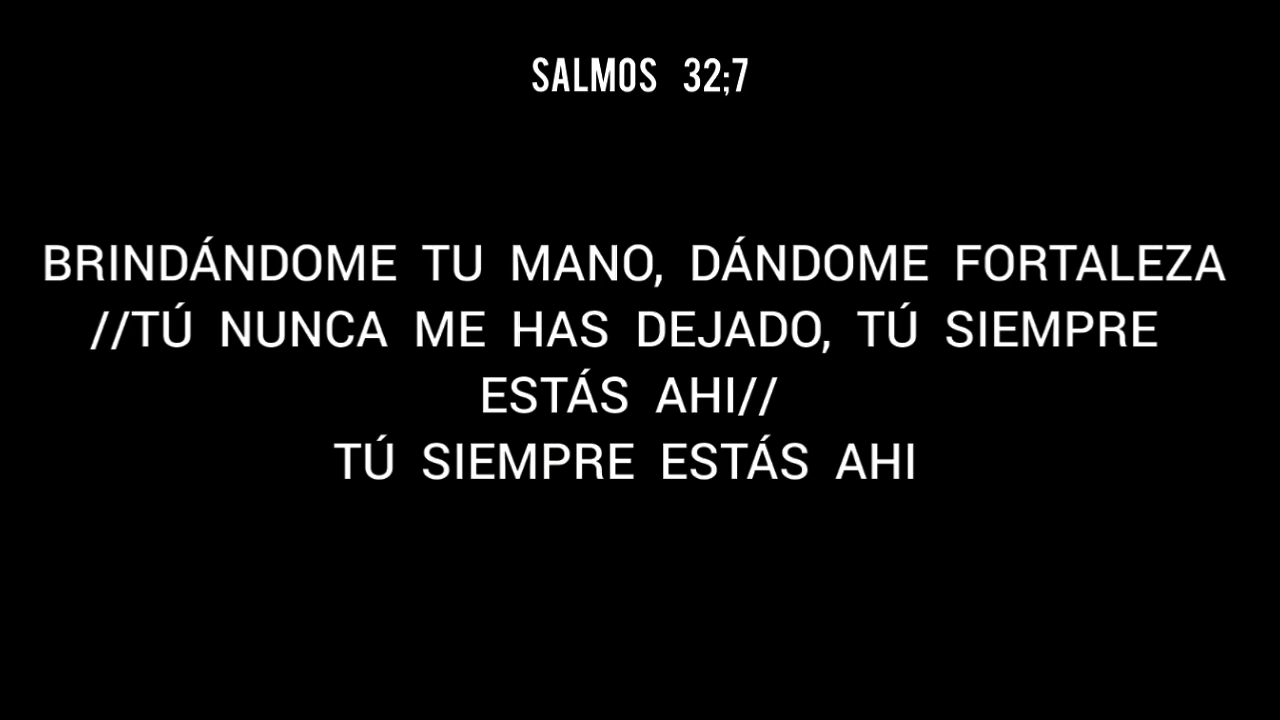 SALMOS 32;7
BRINDÁNDOME TU MANO, DÁNDOME FORTALEZA
//TÚ NUNCA ME HAS DEJADO, TÚ SIEMPRE
ESTÁS AHI//
TÚ SIEMPRE ESTÁS AHI